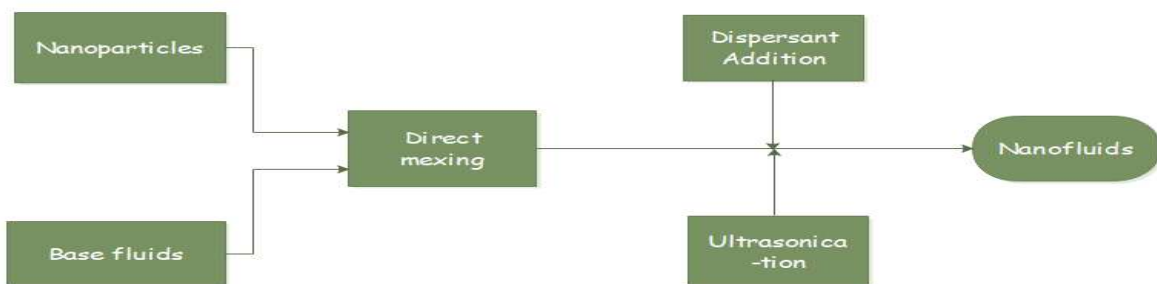 Nanoparticles
Dispersant
Addition
Direct
mexing
Nanofluids
Base fluids
Ultrasonica
-tion